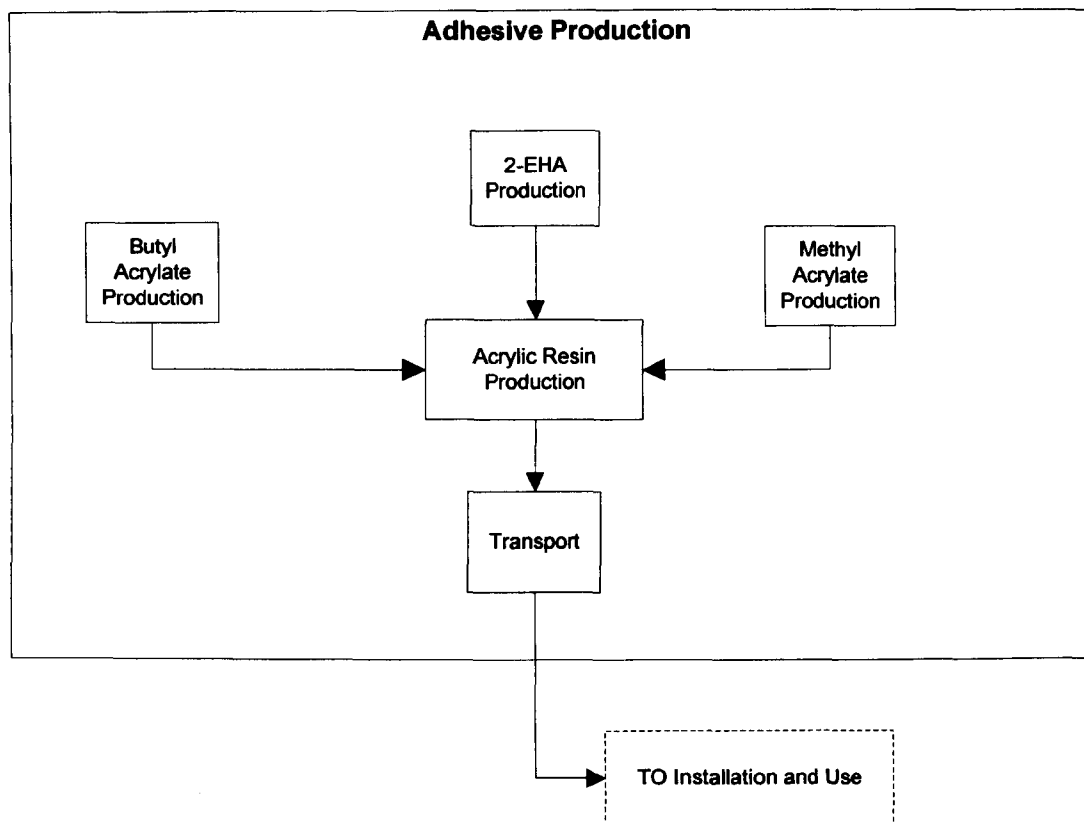 Adhesive Production
2-EHA
Production
Butyl
Acrylate
Production
Methyl
Acrylate
Production
Acrylic Resin
Production
Transport
TO Installation and Use